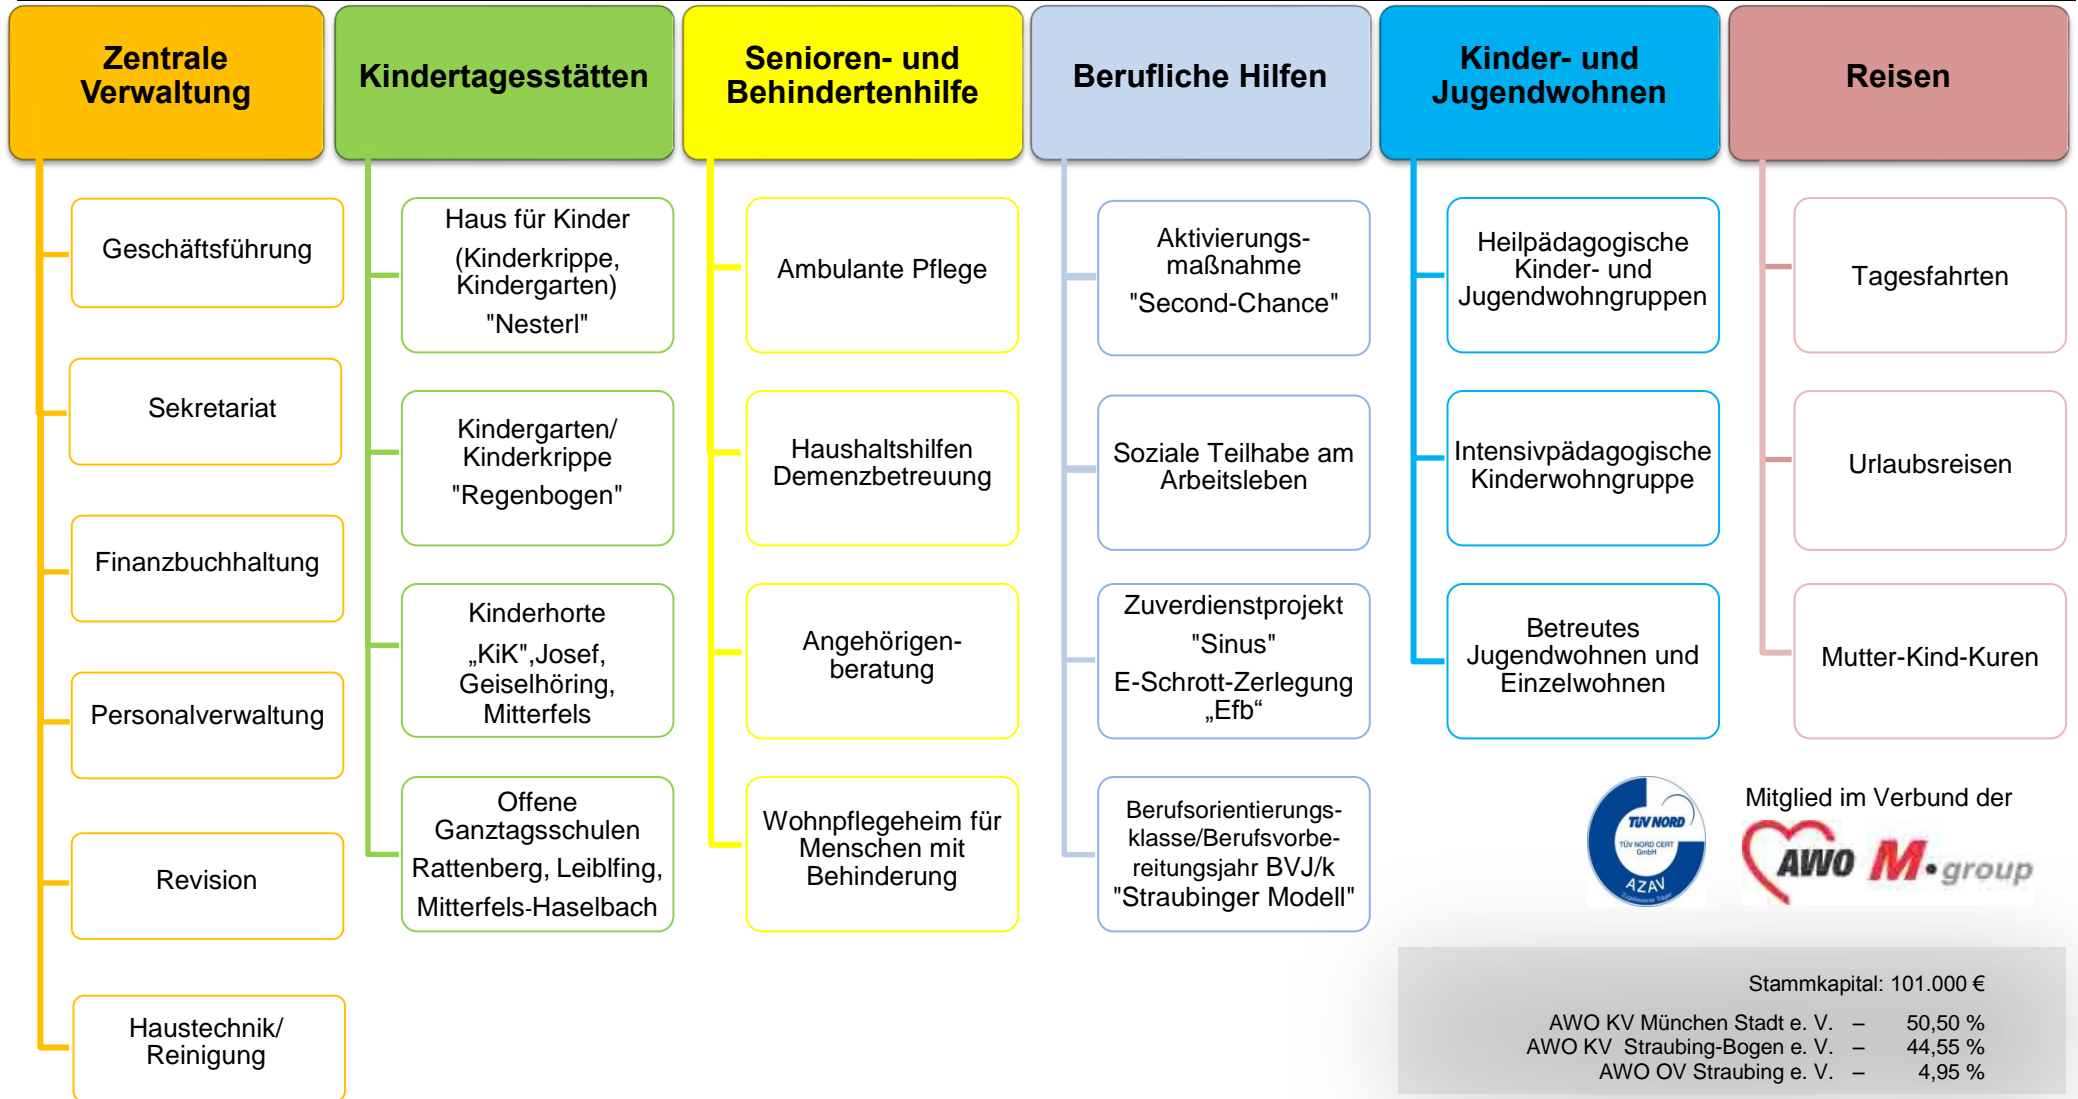 Zentrale
Verwaltung
Geschäftsführung
Sekretariat
Finanzbuchhaltung
Personalverwaltung
Revision
Haustechnik/
Reinigung
Kindertagesstätten
Haus für Kinder
(Kinderkrippe,
Kindergarten)
"Nesterl"
Kindergarten/
Kinderkrippe
"Regenbogen"
Kinderhorte
„KiK",Josef,
Geiselhöring,
Mitterfels
Offene
Ganztagsschulen
Rattenberg, Leiblfing,
Mitterfels-Haselbach
Senioren- und
Behindertenhilfe
Ambulante Pflege
Haushaltshilfen
Demenzbetreuung
Angehörigen-
beratung
Wohnpflegeheim für
Menschen mit
Behinderung
Berufliche Hilfen
Aktivierungs-
maßnahme
"Second-Chance"
Soziale Teilhabe am
Arbeitsleben
Zuverdienstprojekt
"Sinus"
E-Schrott-Zerlegung
„Efb“
Berufsorientierungs-
klasse/Berufsvorbe-
reitungsjahr BVJ/k
"Straubinger Modell"
Kinder- und
Jugendwohnen
Heilpädagogische
Kinder- und
Jugendwohngruppen
Intensivpädagogische
Kinderwohngruppe
Betreutes
Jugendwohnen und
Einzelwohnen
Reisen
Tagesfahrten
Urlaubsreisen
Mutter-Kind-Kuren
TÜV NORD
TÜV NORD CERT
GmbH
AZAV
Zugelassener Träger
Mitglied im Verbund der
AWO M•group
Stammkapital: 101.000 €
AWO KV München Stadt e. V. – 50,50 %
AWO KV Straubing-Bogen e. V. – 44,55 %
AWO OV Straubing e. V. – 4,95 %